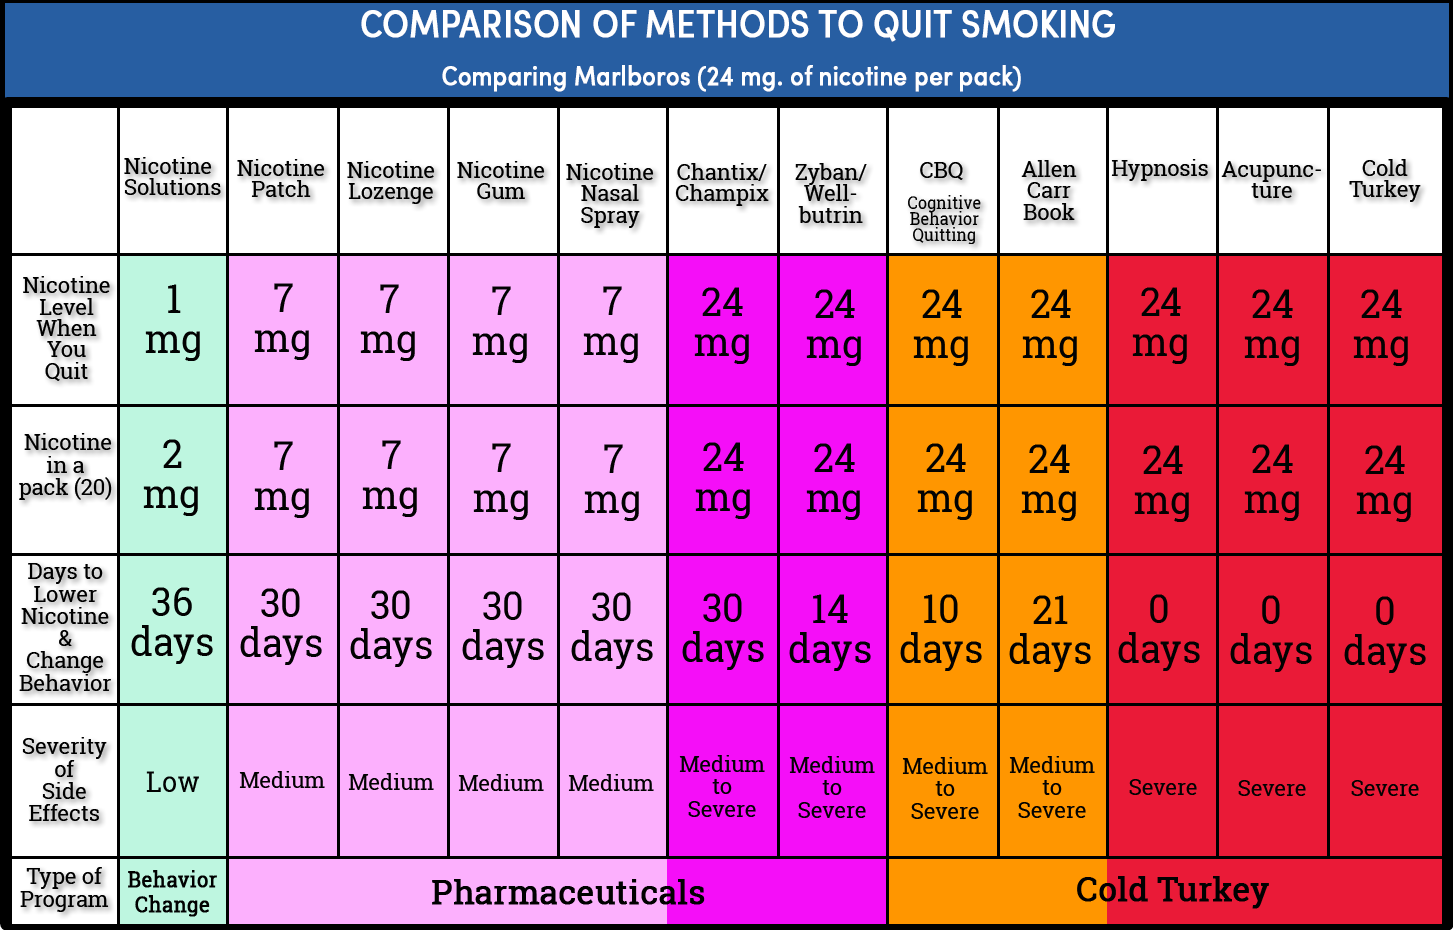 COMPARISON OF METHODS TO QUIT SMOKING
Comparing Marlboros (24 mg. of nicotine per pack)
Nicotine
Solutions
Nicotine
Patch
Nicotine
Lozenge
Nicotine
Gum
Nicotine
Nasal
Spray
Chantix/
Champix
Zyban/
Well-
butrin
CBQ
Cognitive
Behavior
Quitting
Allen
Carr
Book
Hypnosis
Acupunc-
ture
Cold
Turkey
Nicotine
Level
When
You
Quit
1
mg
7
mg
7
mg
7
mg
7
mg
24
mg
24
mg
24
mg
24
mg
24
mg
24
mg
24
mg
Nicotine
in a
pack (20)
2
mg
7
mg
7
mg
7
mg
7
mg
24
mg
24
mg
24
mg
24
mg
24
mg
24
mg
24
mg
Days to
Lower
Nicotine
&
Change
Behavior
36
days
30
days
30
days
30
days
30
days
30
days
14
days
10
days
21
days
0
days
0
days
0
days
Severity
of
Side
Effects
Low
Medium
Medium
Medium
Medium
Medium
to
Severe
Medium
to
Severe
Medium
to
Severe
Medium
to
Severe
Severe
Severe
Severe
Type of
Program
Behavior
Change
Pharmaceuticals
Cold Turkey